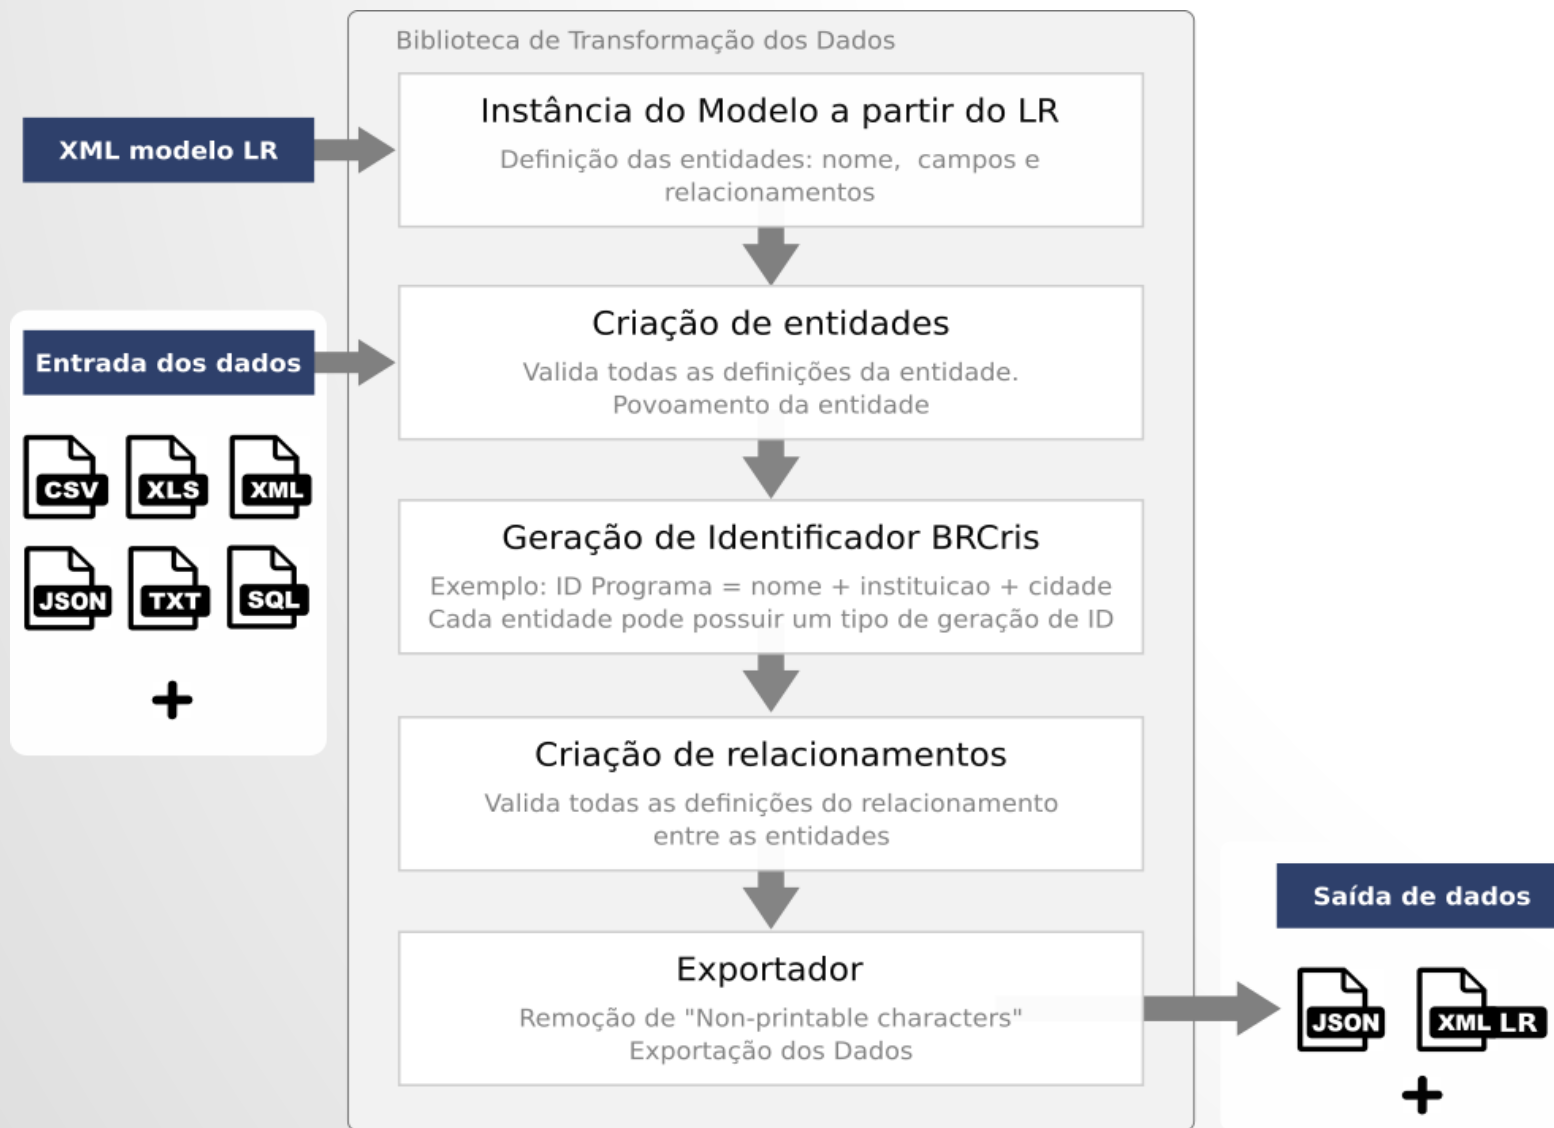 Biblioteca de Transformação dos Dados
XML modelo LR
Instância do Modelo a partir do LR
Definição das entidades: nome, campos e
relacionamentos
Entrada dos dados
CSV
XLS
XML
JSON
TXT
SQL
+
Criação de entidades
Valida todas as definições da entidade.
Povoamento da entidade
Geração de Identificador BRCris
Exemplo: ID Programa = nome + instituicao + cidade
Cada entidade pode possuir um tipo de geração de ID
Criação de relacionamentos
Valida todas as definições do relacionamento
entre as entidades
Exportador
Remoção de "Non-printable characters"
Exportação dos Dados
Saída de dados
JSON
XML LR
+